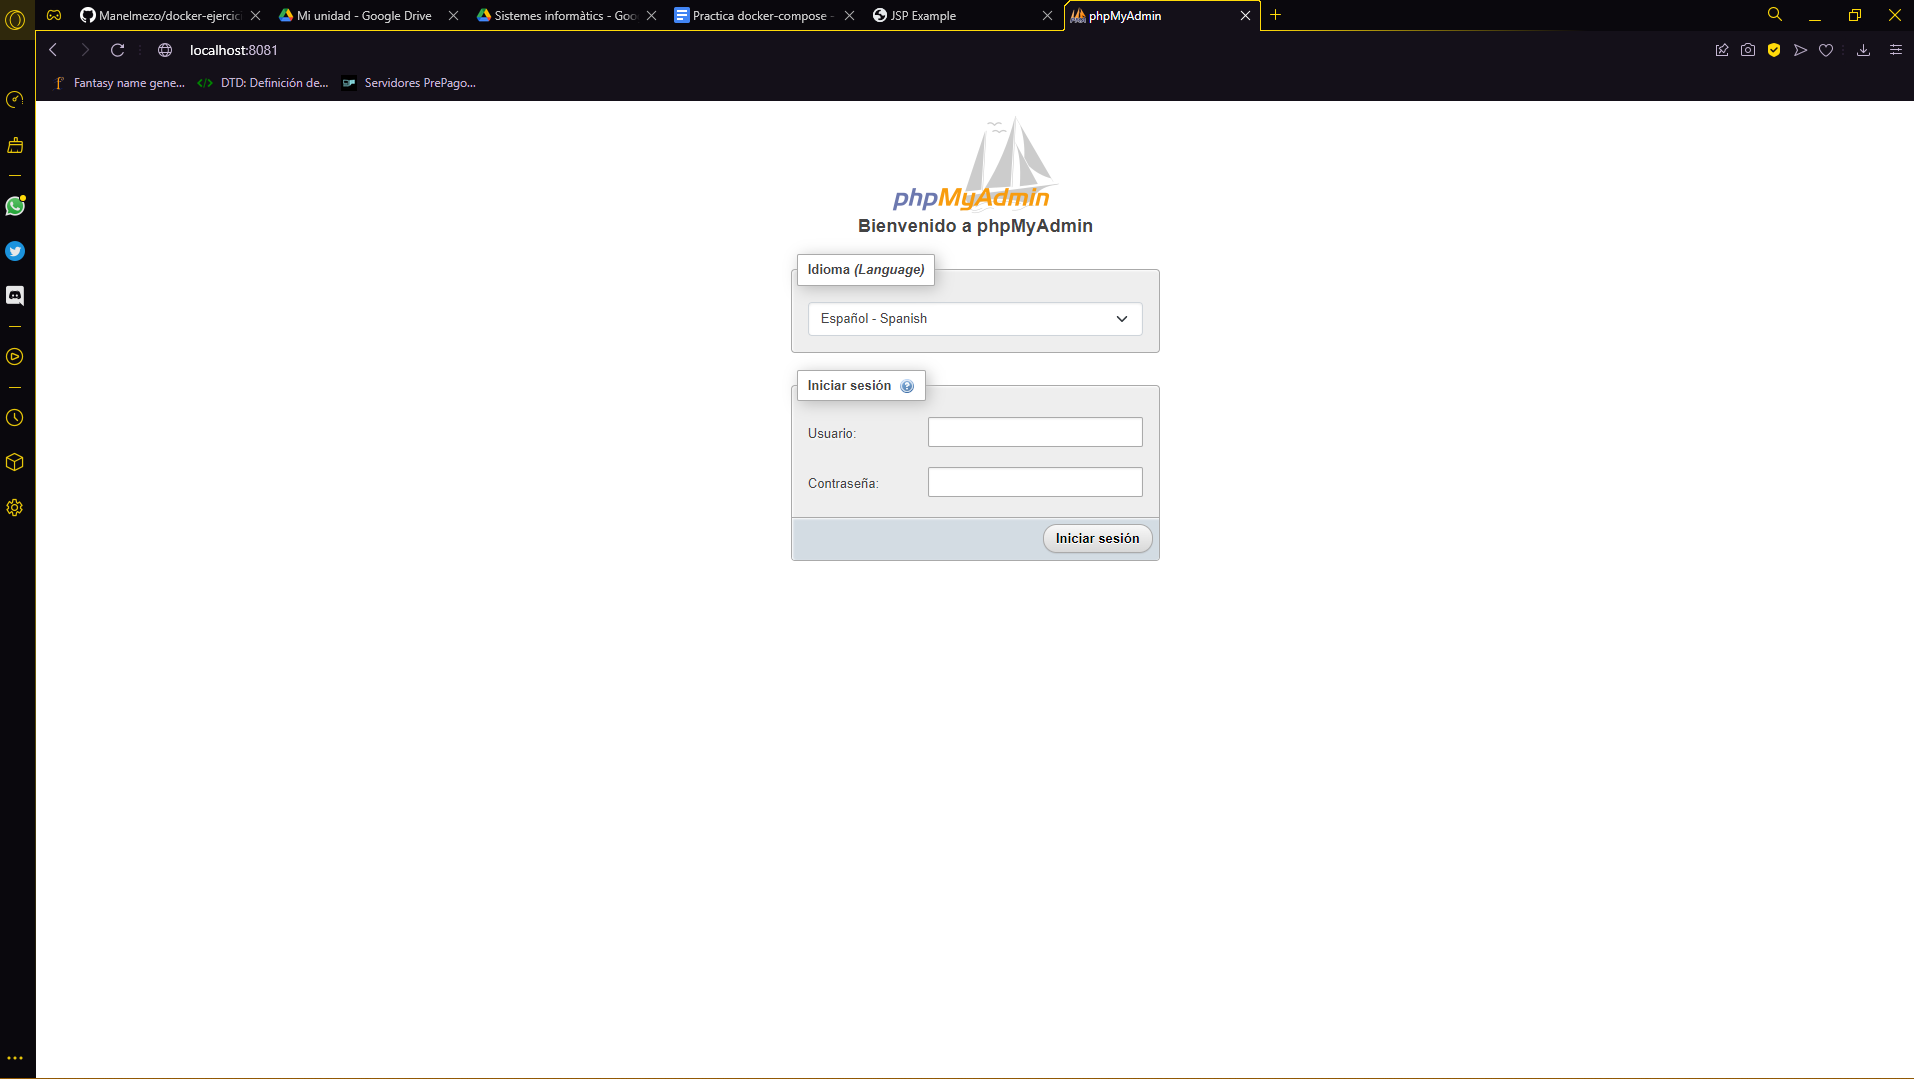 Manelmezo/docker-ejerci
Mi unidad - Google Drive
Sistemes informàtics - Goo
Practica docker-compose -
JSP Example
phpMyAdmin
localhost:8081
Fantasy name gene...
DTD: Definición de...
Servidores PrePago...
phpMyAdmin
Bienvenido a phpMyAdmin
Idioma (Language)
Español - Spanish
Iniciar sesión
Usuario:
Contraseña:
Iniciar sesión